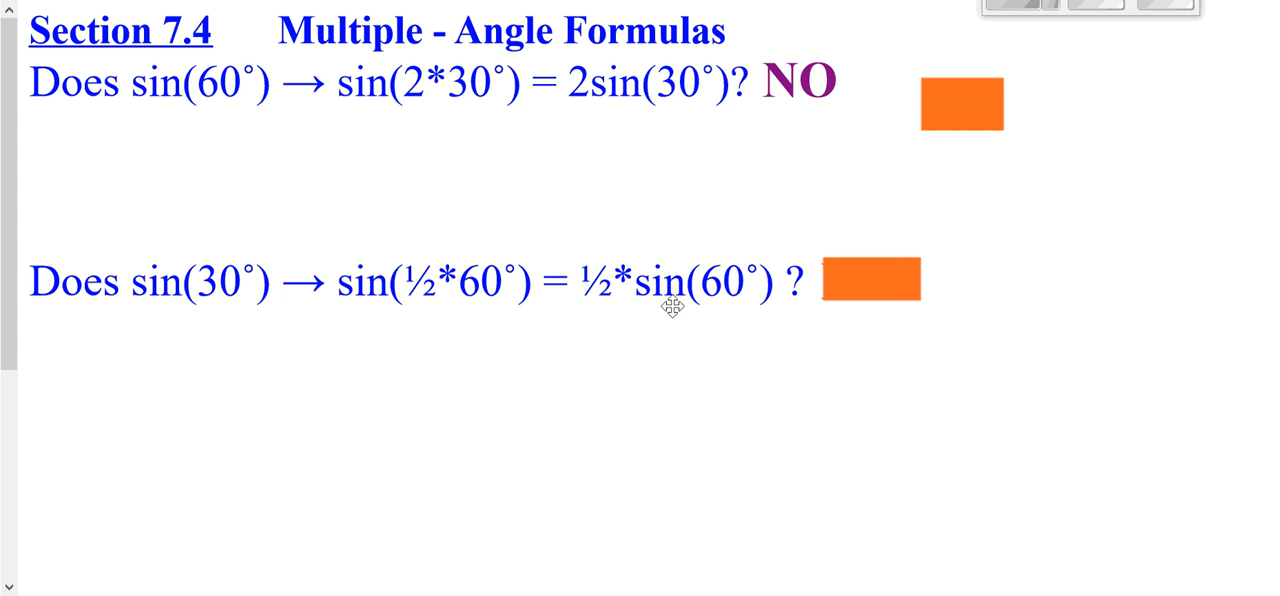 Section 7.4 Multiple - Angle Formulas
Does sin(60˚) → sin(2*30˚) = 2sin(30˚)? NO
Does sin(30˚) → sin(½*60˚) = ½*sin(60˚) ?